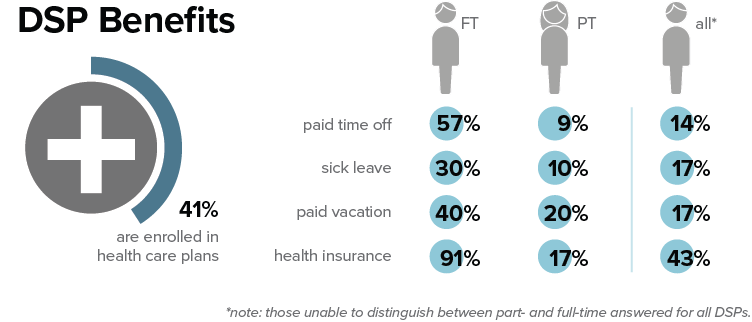 DSP Benefits
41%
are enrolled in
health care plans
FT PT all*
paid time off 57% 9% 14%
sick leave 30% 10% 17%
paid vacation 40% 20% 17%
health insurance 91% 17% 43%
*note: those unable to distinguish between part- and full-time answered for all DSPs.